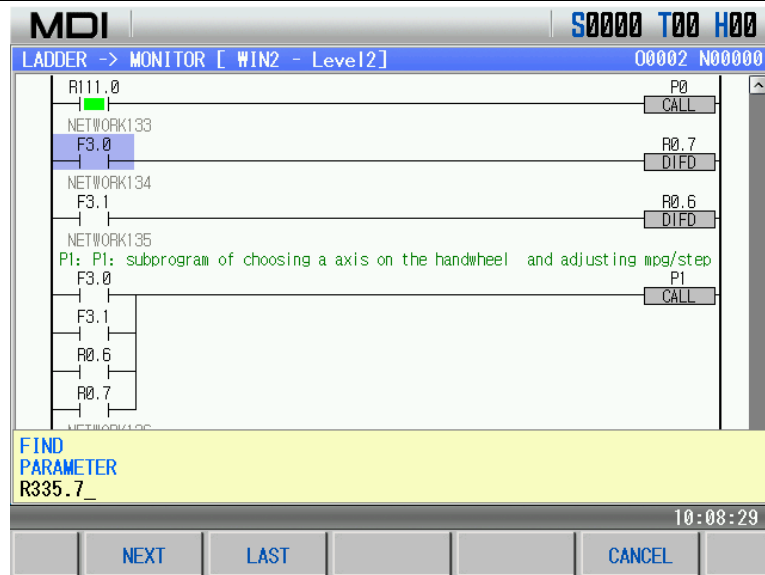 MDI S0000 T00 H00
LADDER -> MONITOR [ WIN2 - Level2] O0002 N00000
R111.0 P0
CALL
NETWORK133
F3.0 R0.7
DIFD
NETWORK134
F3.1 R0.6
DIFD
NETWORK135
P1: P1: subprogram of choosing a axis on the handwheel and adjusting mpg/step
F3.0 P1
CALL
F3.1
R0.6
R0.7
FIND
PARAMETER
R335.7_
10:08:29
NEXT LAST CANCEL